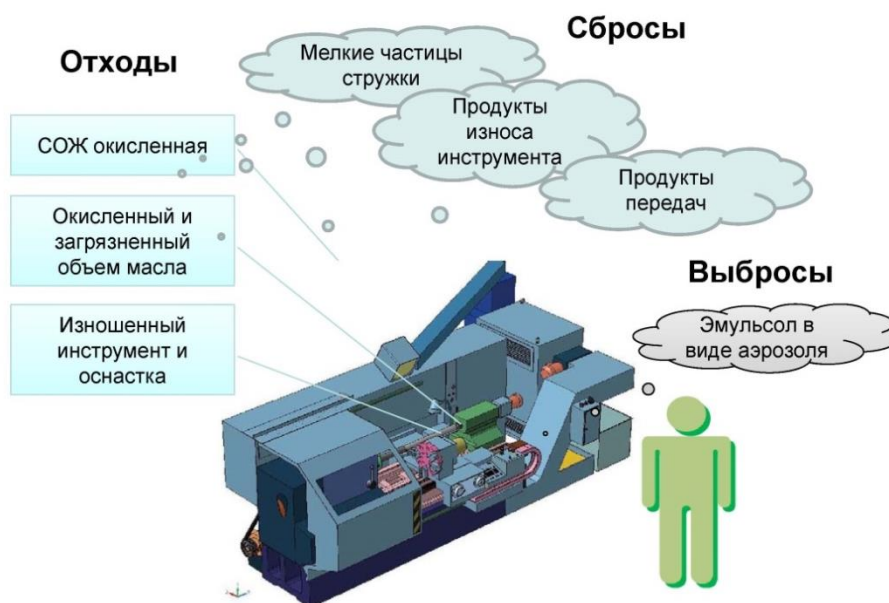 Сбросы
Отходы
Мелкие частицы
стружки
Продукты
износа
инструмента
Продукты
передач
СОЖ окисленная
Окисленный и
загрязненный
объем масла
Изношенный
инструмент и
оснастка
Выбросы
Эмульсол в
виде аэрозоля